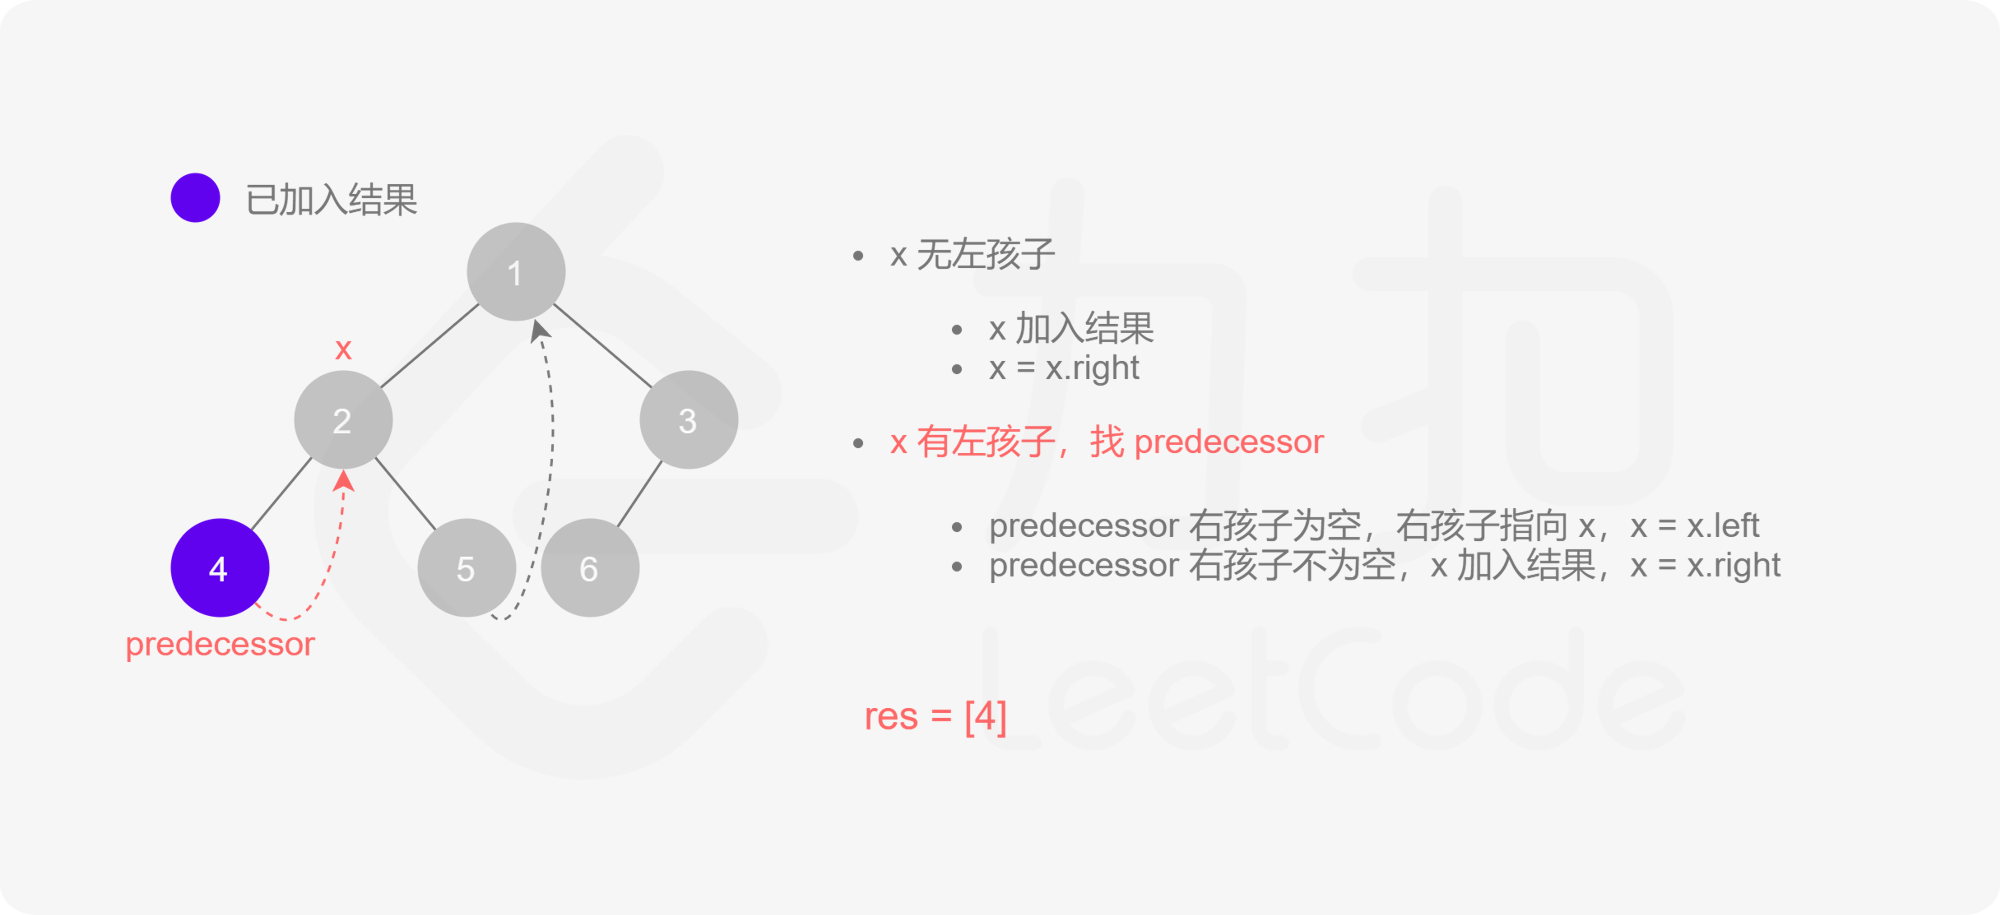 已加入结果
1
x
2
3
4
5
6
predecessor
x 无左孩子
x 加入结果
x = x.right
x 有左孩子，找 predecessor
predecessor 右孩子为空，右孩子指向 x，x = x.left
predecessor 右孩子不为空，x 加入结果，x = x.right
res = [4]
力扣
LeetCode